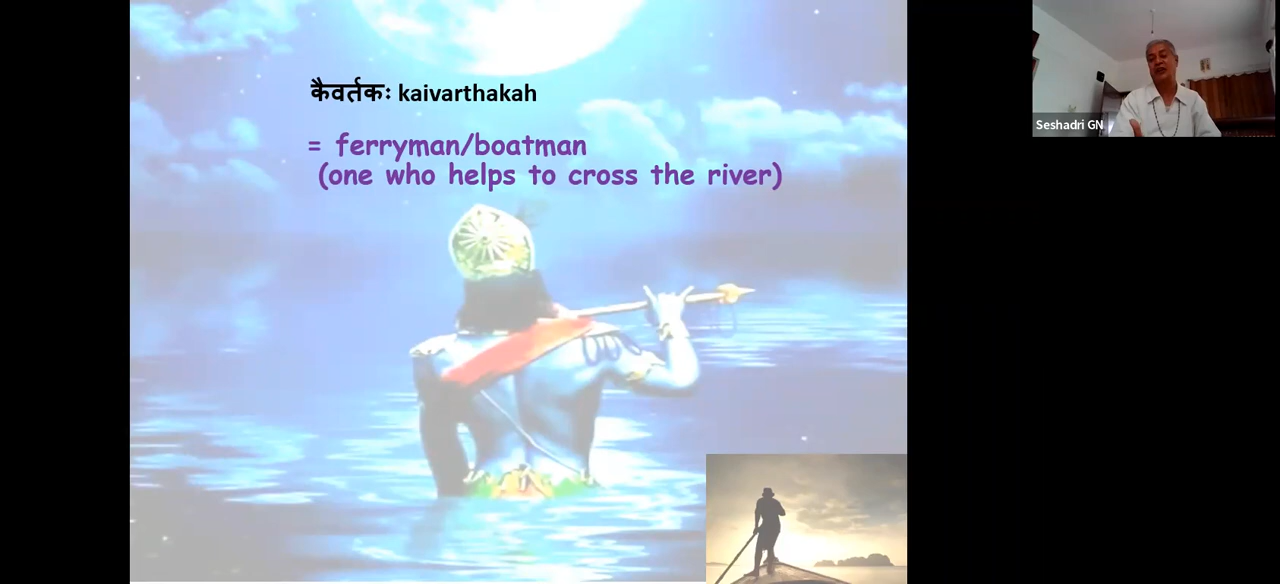 कैवर्तकः kaivarthakah
= ferryman/boatman
(one who helps to cross the river)
Seshadri GN